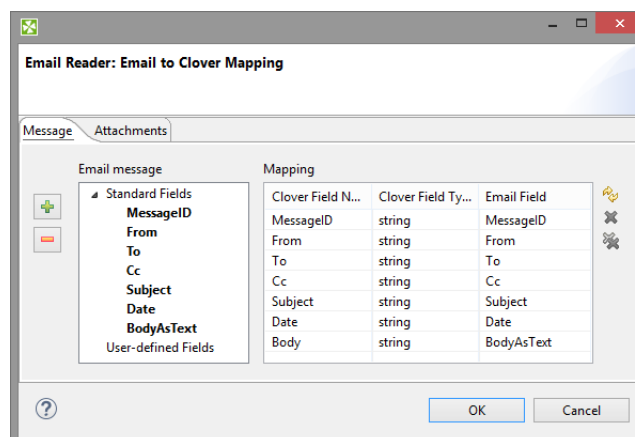 Email Reader: Email to Clover Mapping
Message Attachments
Email message
Standard Fields
MessageID
From
To
Cc
Subject
Date
BodyAsText
User-defined Fields
Mapping
Clover Field N... Clover Field Ty... Email Field
MessageID string MessageID
From string From
To string To
Cc string Cc
Subject string Subject
Date string Date
Body string BodyAsText
OK Cancel